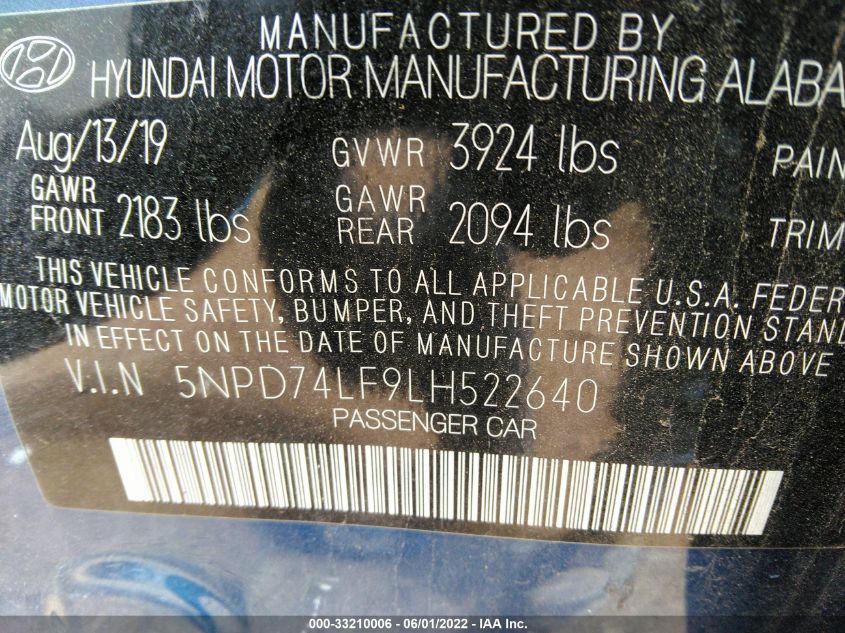 MANUFACTURED BY
HYUNDAI MOTOR MANUFACTURING ALABA
Aug/13/19 GVWR 3924 lbs PAIN
GAWR FRONT 2183 lbs GAWR REAR 2094 lbs TRIM
THIS VEHICLE CONFORMS TO ALL APPLICABLE U.S.A. FEDER
MOTOR VEHICLE SAFETY, BUMPER, AND THEFT PREVENTION STAND
IN EFFECT ON THE DATE OF MANUFACTURE SHOWN ABOVE
V.I.N 5NPD74LF9LH522640
PASSENGER CAR
000-33210006 - 06/01/2022 - IAA Inc.